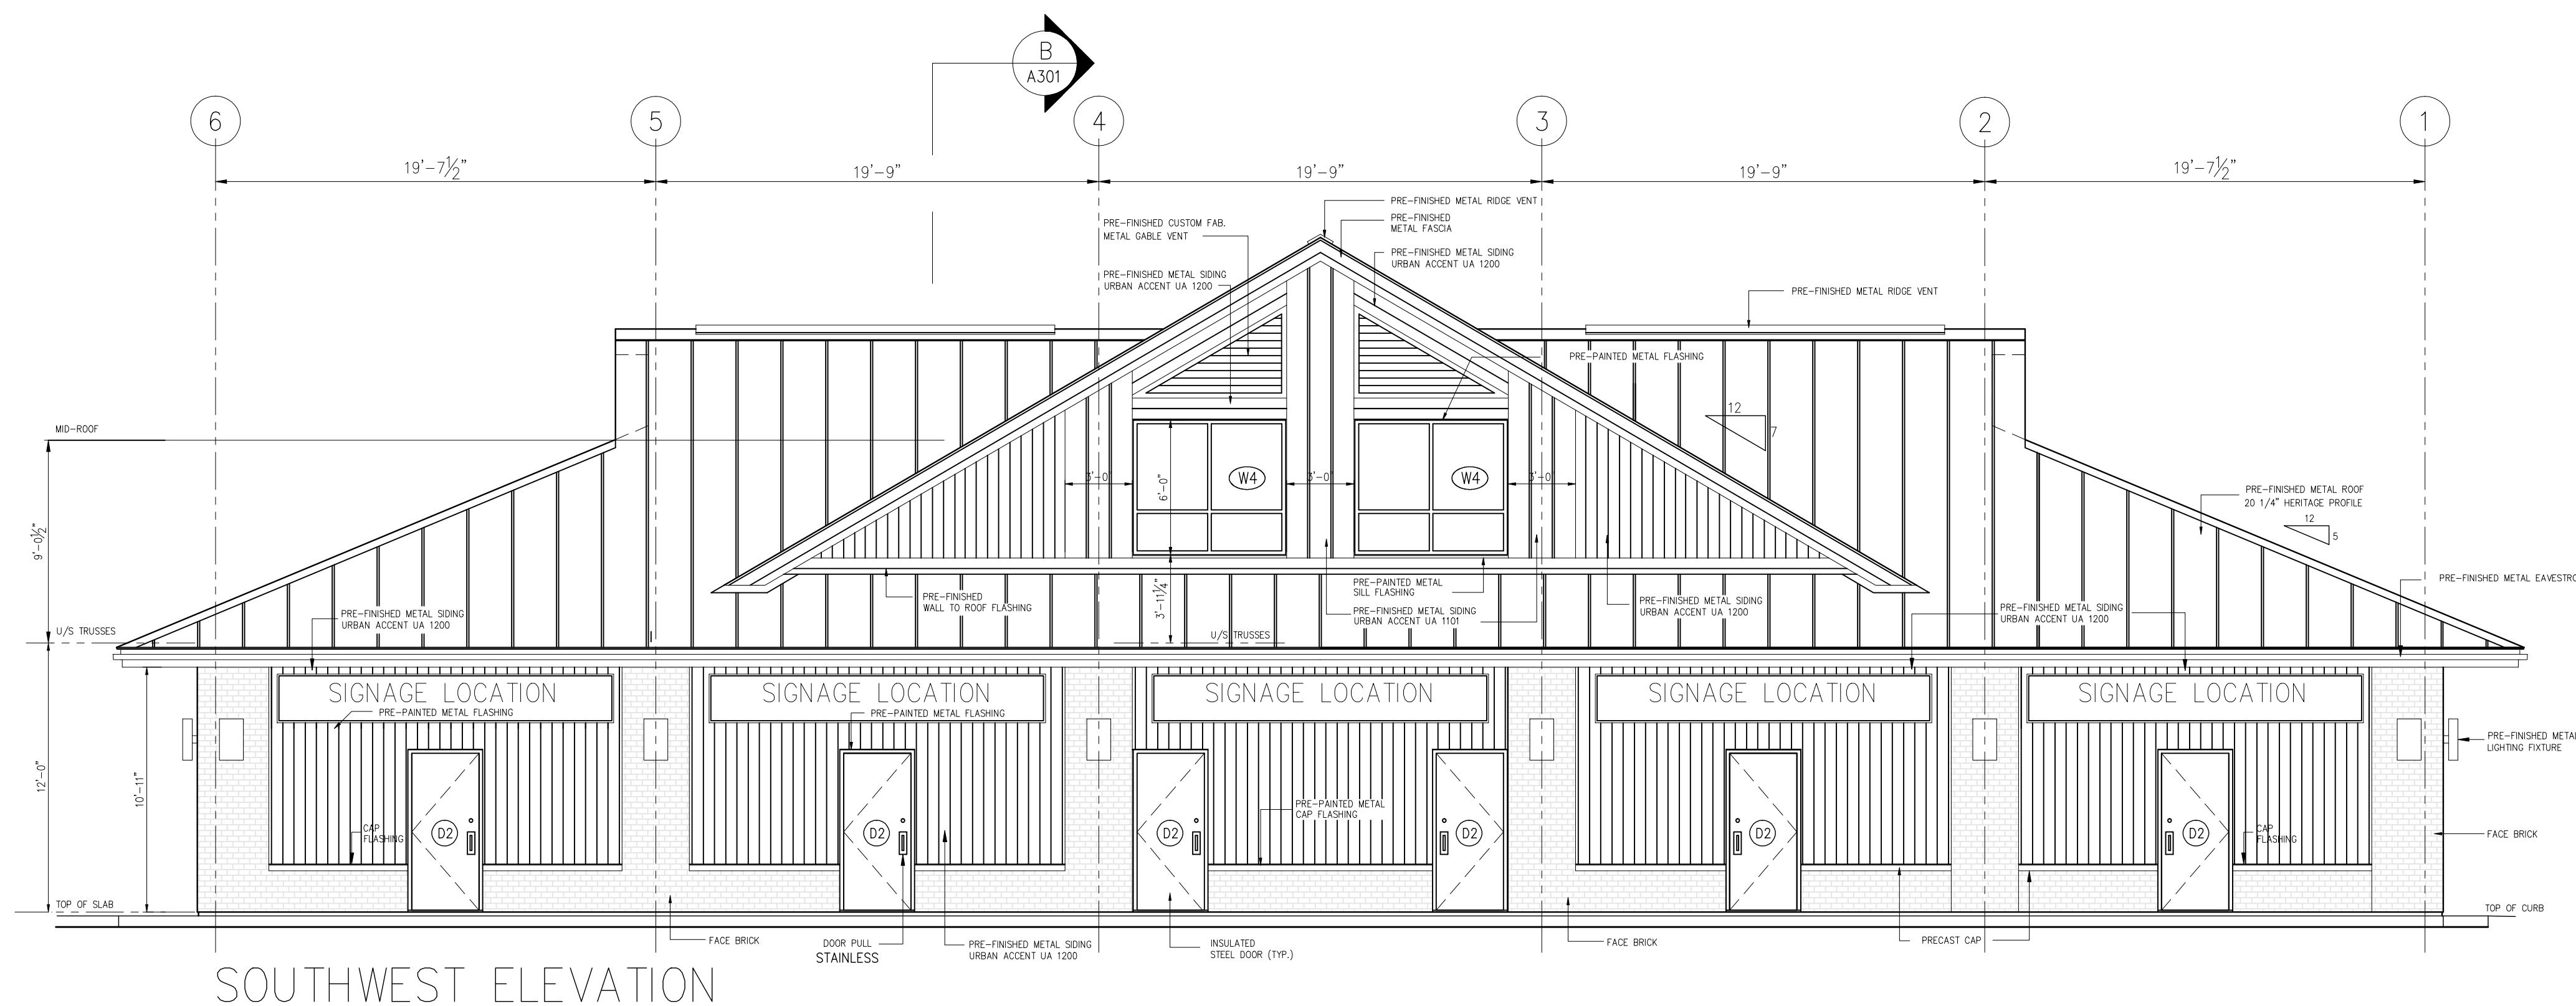 B
A301
6
5
4
3
2
1
19'-7½"
19'-9"
19'-9"
19'-9"
19'-7½"
PRE-FINISHED METAL RIDGE VENT
PRE-FINISHED
METAL FASCIA
PRE-FINISHED CUSTOM FAB.
METAL GABLE VENT
PRE-FINISHED METAL SIDING
URBAN ACCENT UA 1200
PRE-FINISHED METAL SIDING
URBAN ACCENT UA 1200
PRE-FINISHED METAL RIDGE VENT
PRE-PAINTED METAL FLASHING
12
7
MID-ROOF
W4
W4
3'-0"
6'-0"
3'-0"
3'-0"
PRE-FINISHED METAL ROOF
20 1/4" HERITAGE PROFILE
12
5
9'-0½"
3'-11¼"
PRE-FINISHED METAL EAVESTRO
PRE-FINISHED
WALL TO ROOF FLASHING
PRE-PAINTED METAL
SILL FLASHING
PRE-FINISHED METAL SIDING
URBAN ACCENT UA 1101
PRE-FINISHED METAL SIDING
URBAN ACCENT UA 1200
PRE-FINISHED METAL SIDING
URBAN ACCENT UA 1200
PRE-FINISHED METAL SIDING
URBAN ACCENT UA 1200
U/S TRUSSES
U/S TRUSSES
SIGNAGE LOCATION
SIGNAGE LOCATION
SIGNAGE LOCATION
SIGNAGE LOCATION
SIGNAGE LOCATION
PRE-PAINTED METAL FLASHING
PRE-PAINTED METAL FLASHING
PRE-FINISHED METAL
LIGHTING FIXTURE
12'-0"
10'-11"
PRE-PAINTED METAL
CAP FLASHING
CAP
FLASHING
D2
D2
D2
D2
D2
D2
CAP
FLASHING
FACE BRICK
TOP OF SLAB
TOP OF CURB
FACE BRICK
DOOR PULL
STAINLESS
PRE-FINISHED METAL SIDING
URBAN ACCENT UA 1200
INSULATED
STEEL DOOR (TYP.)
FACE BRICK
PRECAST CAP
SOUTHWEST ELEVATION